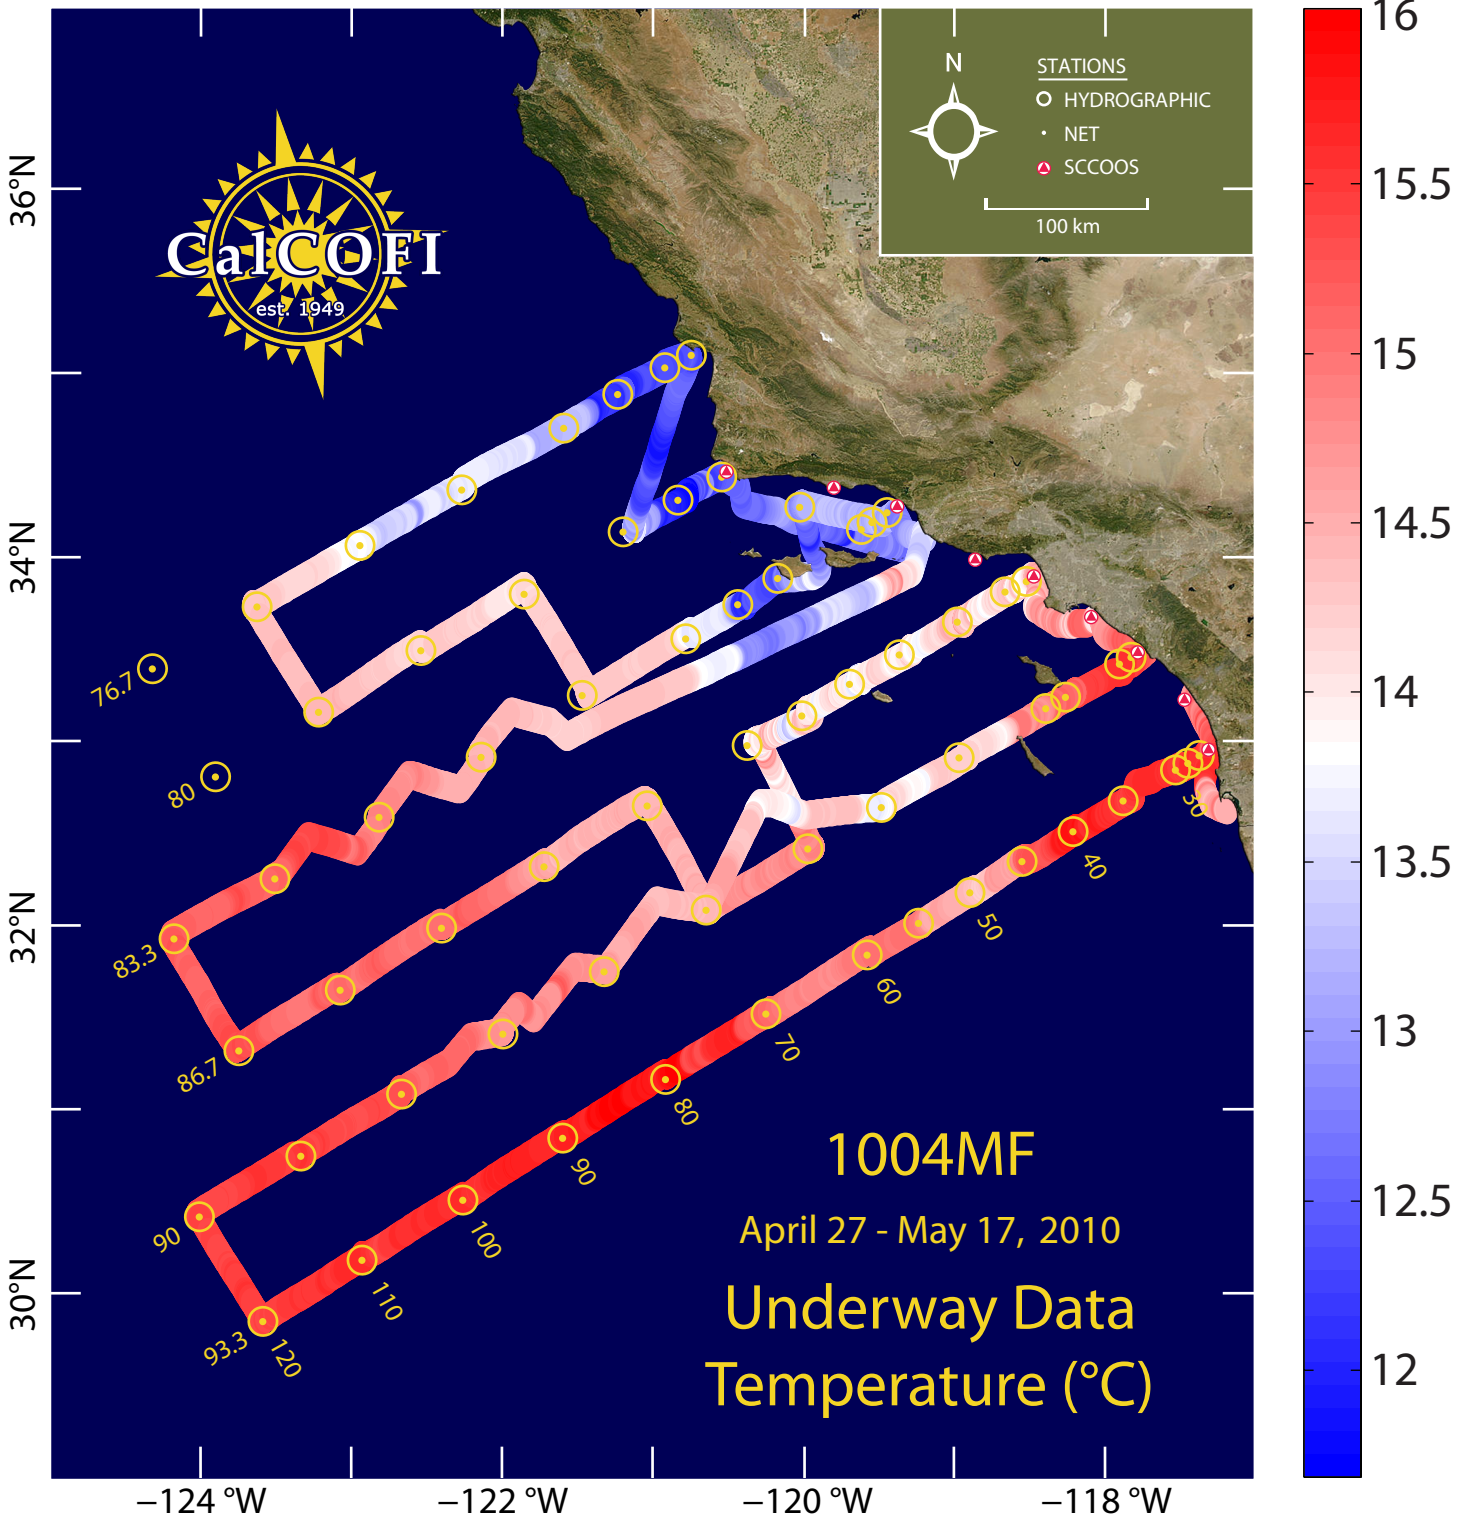 N
STATIONS
HYDROGRAPHIC
NET
SCCOOS
100 km
CalCOFI
est. 1949
36°N
34°N
32°N
30°N
76.7
80
83.3
86.7
90
93.3
30
40
50
60
70
80
90
100
110
120
1004MF
April 27 - May 17, 2010
Underway Data
Temperature (°C)
−124 °W
−122 °W
−120 °W
−118 °W
16
15.5
15
14.5
14
13.5
13
12.5
12